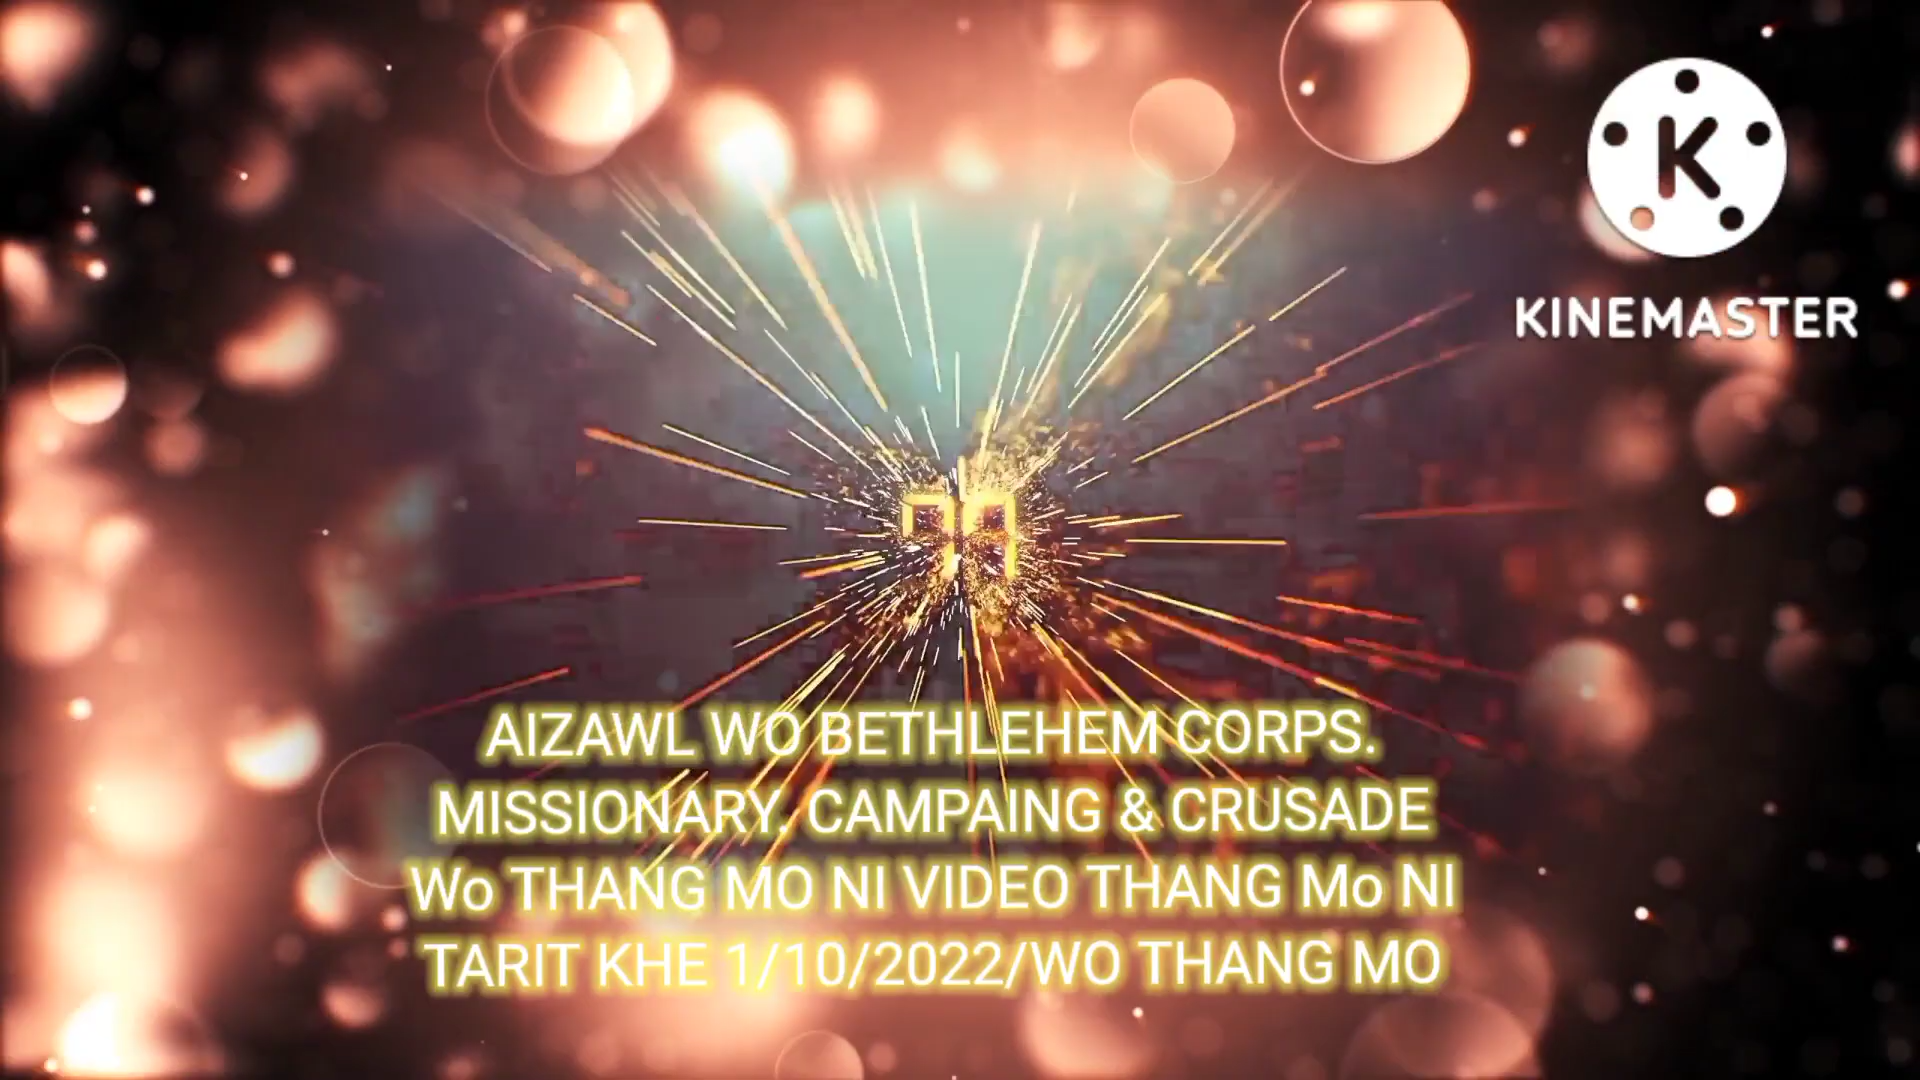 K
KINEMASTER
AIZAWL WO BETHLEHEM CORPS.
MISSIONARY. CAMPAING & CRUSADE
Wo THANG MO NI VIDEO THANG Mo NI
TARIT KHE 1/10/2022/WO THANG MO